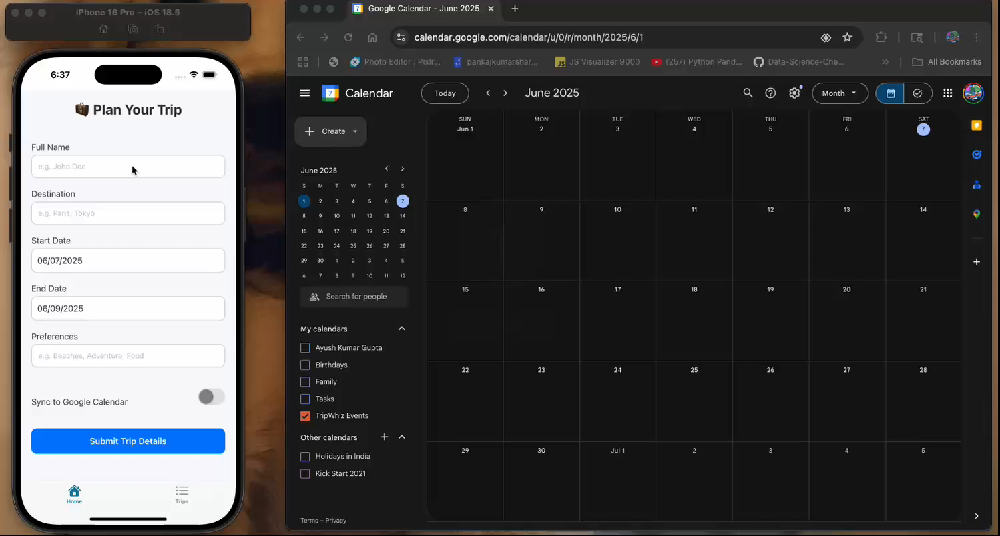 iPhone 16 Pro – iOS 18.5
6:37
Plan Your Trip
Full Name
e.g. John Doe
Destination
e.g. Paris, Tokyo
Start Date
06/07/2025
End Date
06/09/2025
Preferences
e.g. Beaches, Adventure, Food
Sync to Google Calendar
Submit Trip Details
Home
Trips
7
Google Calendar - June 2025
calendar.google.com/calendar/u/0/r/month/2025/6/1
Photo Editor : Pixlr...
pankajkumarshar...
JS
JS Visualizer 9000
(257) Python Pand...
Data-Science-Che...
All Bookmarks
7
Calendar
Today
June 2025
Month
Create
June 2025
S M T W T F S
1 2 3 4 5 6 7
8 9 10 11 12 13 14
15 16 17 18 19 20 21
22 23 24 25 26 27 28
29 30 1 2 3 4 5
6 7 8 9 10 11 12
Search for people
My calendars
Ayush Kumar Gupta
Birthdays
Family
Tasks
TripWhiz Events
Other calendars
Holidays in India
Kick Start 2021
Terms – Privacy
SUN MON TUE WED THU FRI SAT
Jun 1 2 3 4 5 6 7
8 9 10 11 12 13 14
15 16 17 18 19 20 21
22 23 24 25 26 27 28
29 30 Jul 1 2 3 4 5